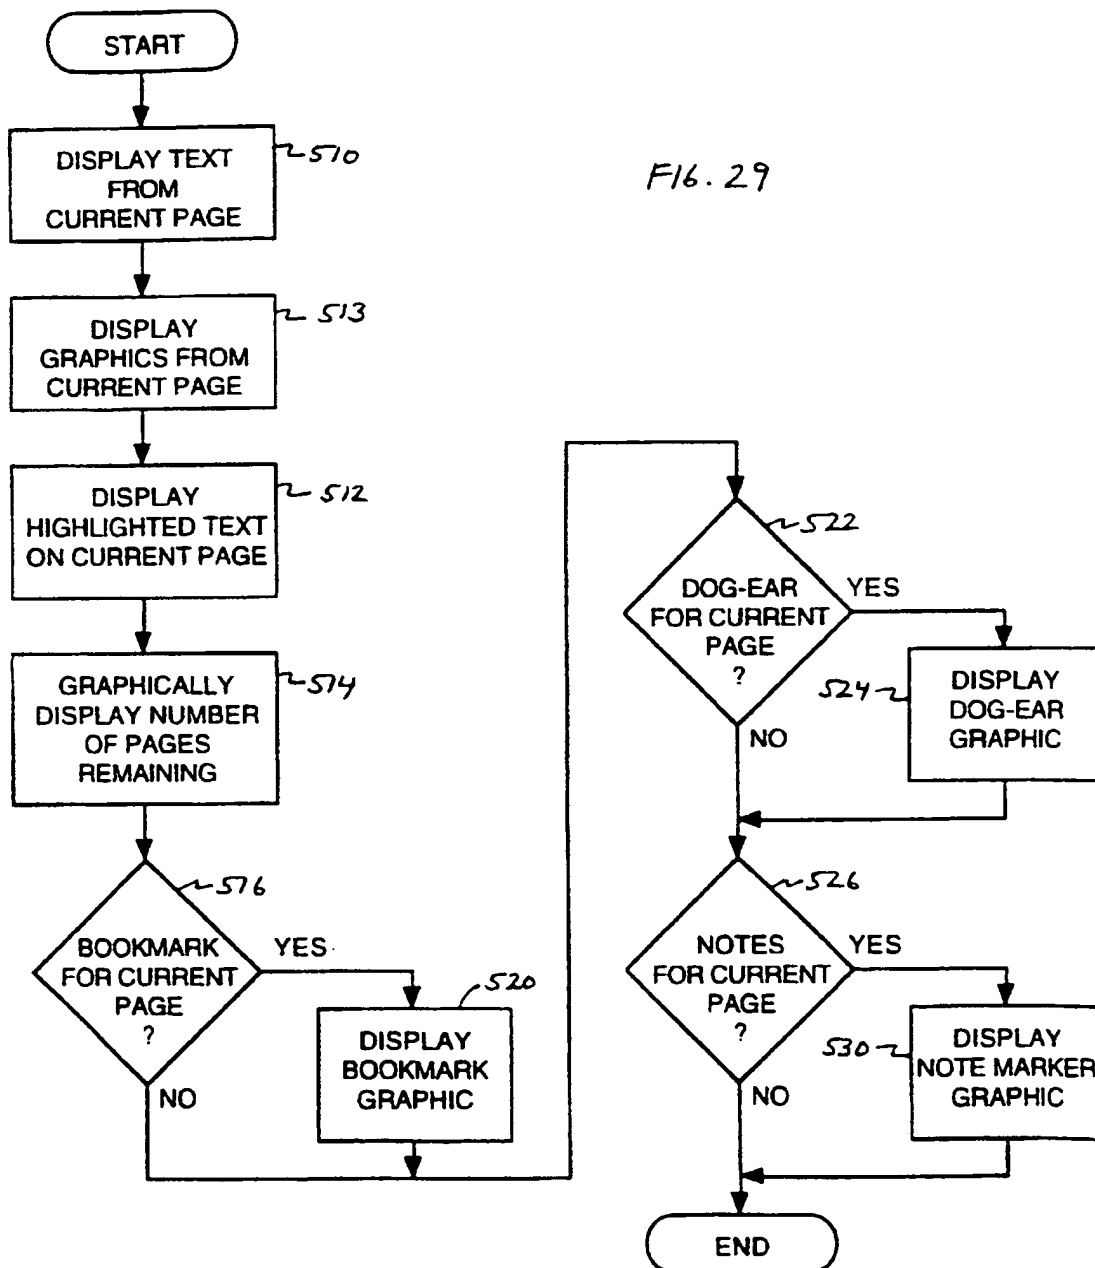 START
DISPLAY TEXT
FROM
CURRENT PAGE
510
FIG. 29
DISPLAY
GRAPHICS FROM
CURRENT PAGE
513
DISPLAY
HIGHLIGHTED TEXT
ON CURRENT PAGE
512
GRAPHICALLY
DISPLAY NUMBER
OF PAGES
REMAINING
514
BOOKMARK
FOR CURRENT
PAGE
?
516
YES
NO
DISPLAY
BOOKMARK
GRAPHIC
520
DOG-EAR
FOR CURRENT
PAGE
?
522
YES
NO
524
DISPLAY
DOG-EAR
GRAPHIC
NOTES
FOR CURRENT
PAGE
?
526
YES
NO
530
DISPLAY
NOTE MARKER
GRAPHIC
END